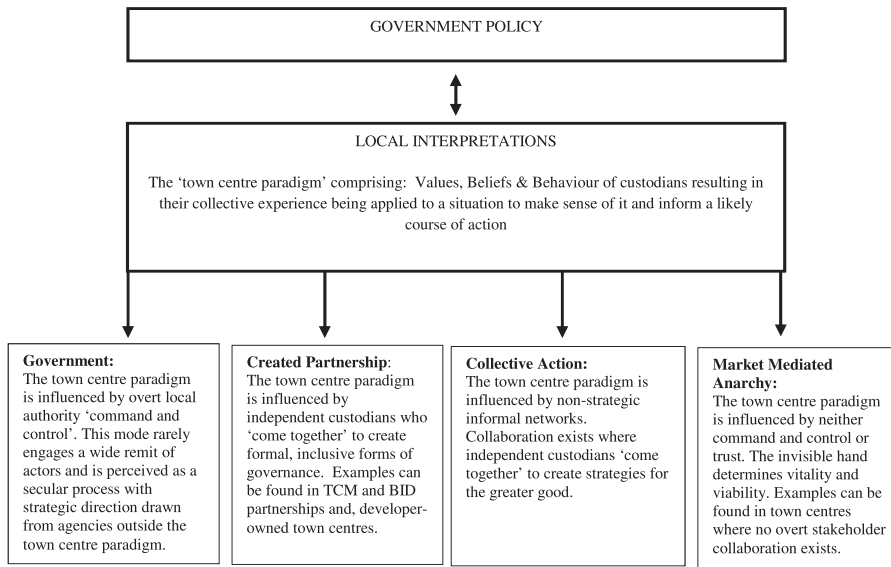 GOVERNMENT POLICY
LOCAL INTERPRETATIONS
The ‘town centre paradigm’ comprising: Values, Beliefs & Behaviour of custodians resulting in
their collective experience being applied to a situation to make sense of it and inform a likely
course of action
Government:
The town centre paradigm
is influenced by overt local
authority ‘command and
control’. This mode rarely
engages a wide remit of
actors and is perceived as a
secular process with
strategic direction drawn
from agencies outside the
town centre paradigm.
Created Partnership:
The town centre paradigm
is influenced by
independent custodians who
‘come together’ to create
formal, inclusive forms of
governance. Examples can
be found in TCM and BID
partnerships and, developer-
owned town centres.
Collective Action:
The town centre paradigm is
influenced by non-strategic
informal networks.
Collaboration exists where
independent custodians ‘come
together’ to create strategies for
the greater good.
Market Mediated
Anarchy:
The town centre paradigm
is influenced by neither
command and control or
trust. The invisible hand
determines vitality and
viability. Examples can be
found in town centres
where no overt stakeholder
collaboration exists.